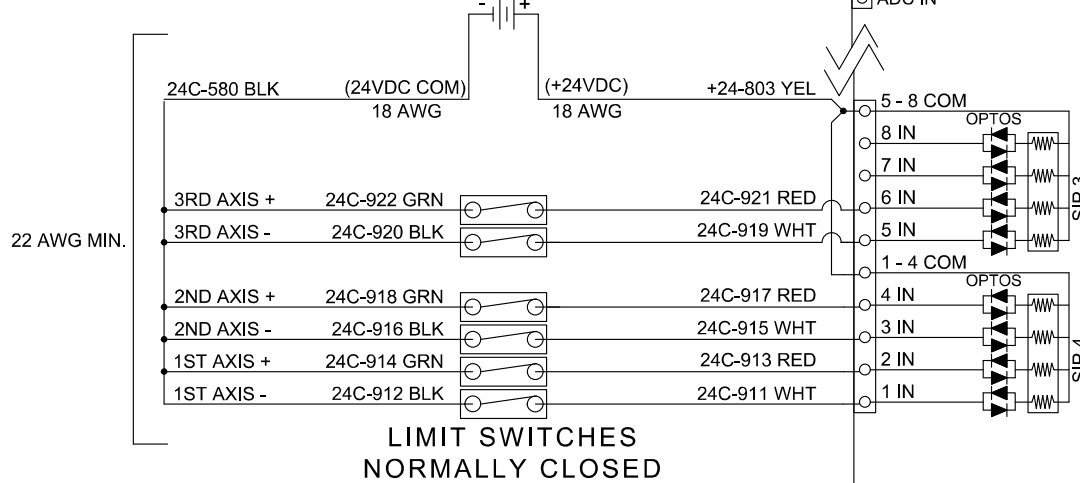 - +
ADC IN
24C-580 BLK (24VDC COM) (+24VDC) +24-803 YEL
18 AWG 18 AWG
5 - 8 COM
OPTOS
8 IN
7 IN
3RD AXIS + 24C-922 GRN 24C-921 RED 6 IN
3RD AXIS - 24C-920 BLK 24C-919 WHT 5 IN
SIP 3
22 AWG MIN.
1 - 4 COM
OPTOS
2ND AXIS + 24C-918 GRN 24C-917 RED 4 IN
2ND AXIS - 24C-916 BLK 24C-915 WHT 3 IN
1ST AXIS + 24C-914 GRN 24C-913 RED 2 IN
1ST AXIS - 24C-912 BLK 24C-911 WHT 1 IN
SIP 4
LIMIT SWITCHES
NORMALLY CLOSED